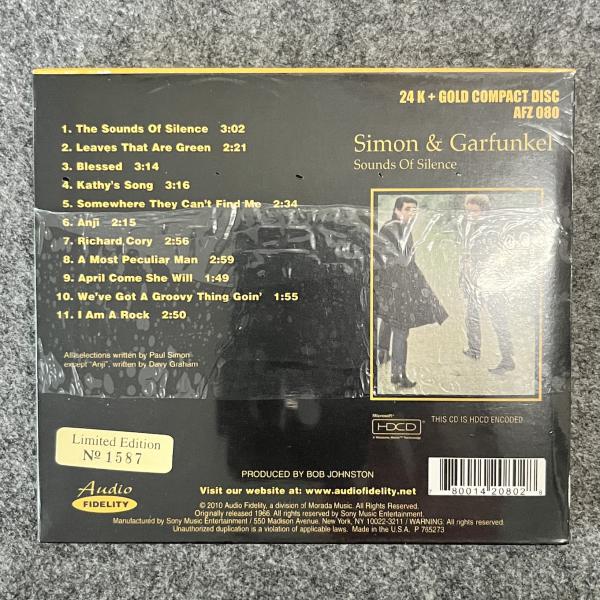 24 K + GOLD COMPACT DISC
AFZ 080
Simon & Garfunkel
Sounds Of Silence
1. The Sounds Of Silence 3:02
2. Leaves That Are Green 2:21
3. Blessed 3:14
4. Kathy's Song 3:16
5. Somewhere They Can't Find Me 2:34
6. Anji 2:15
7. Richard Cory 2:56
8. A Most Peculiar Man 2:59
9. April Come She Will 1:49
10. We've Got A Groovy Thing Goin' 1:55
11. I Am A Rock 2:50
All selections written by Paul Simon
except "Anji", written by Davy Graham
Limited Edition
Nº 1587
Audio
FIDELITY
Microsoft
HDCD
THIS CD IS HDCD ENCODED
PRODUCED BY BOB JOHNSTON
Visit our website at: www.audiofidelity.net
7 80014 20802 8
© 2010 Audio Fidelity, a division of Morada Music. All Rights Reserved.
Originally released 1966. All rights reserved by Sony Music Entertainment.
Manufactured by Sony Music Entertainment / 550 Madison Avenue. New York, NY 10022-3211 / WARNING: All rights reserved.
Unauthorized duplication is a violation of applicable laws. Made in the U.S.A. P 765273